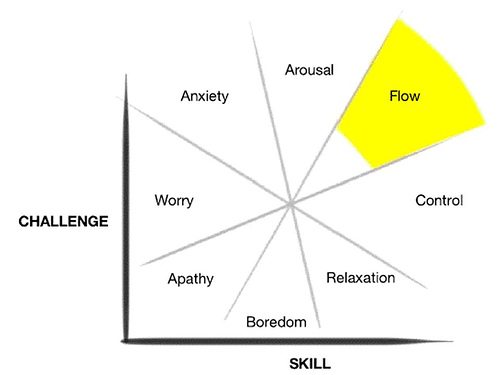 Arousal
Anxiety
Flow
Worry
Control
CHALLENGE
Apathy
Relaxation
Boredom
SKILL